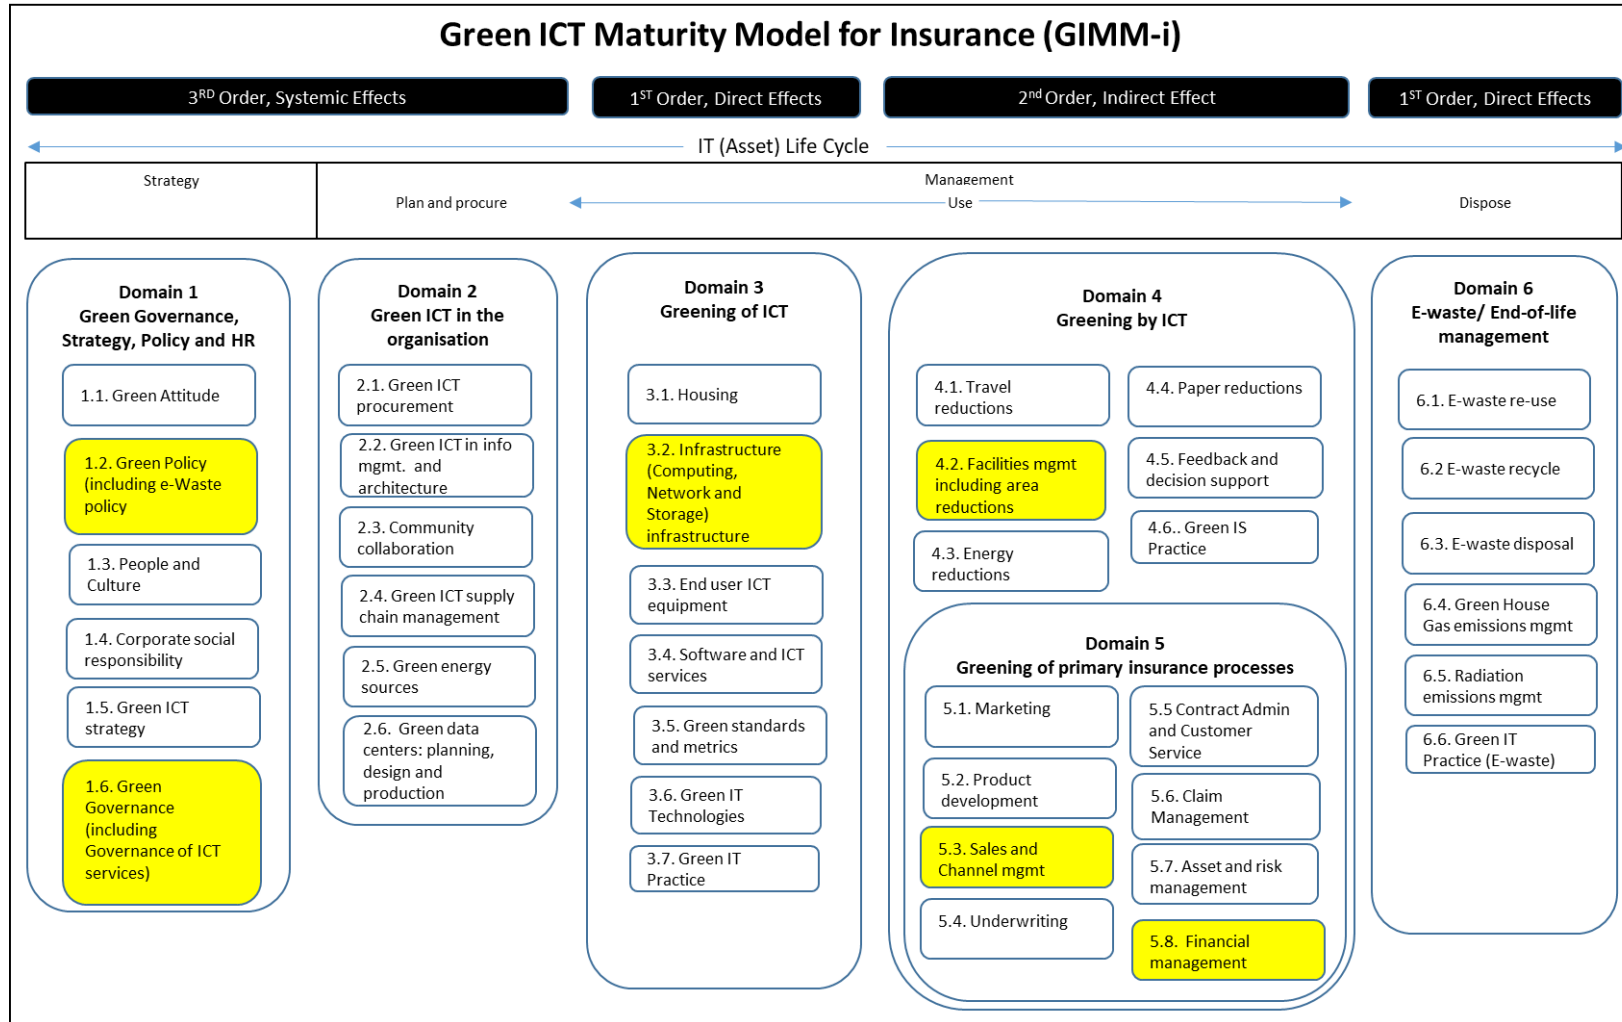 Green ICT Maturity Model for Insurance (GIMM-i)
3RD Order, Systemic Effects
1ST Order, Direct Effects
2nd Order, Indirect Effect
1ST Order, Direct Effects
IT (Asset) Life Cycle
Strategy
Management
Plan and procure
Use
Dispose
Domain 1
Green Governance,
Strategy, Policy and HR
1.1. Green Attitude
1.2. Green Policy
(including e-Waste
policy)
1.3. People and
Culture
1.4. Corporate social
responsibility
1.5. Green ICT
strategy
1.6. Green
Governance
(including
Governance of ICT
services)
Domain 2
Green ICT in the
organisation
2.1. Green ICT
procurement
2.2. Green ICT in info
mgmt. and
architecture
2.3. Community
collaboration
2.4. Green ICT supply
chain management
2.5. Green energy
sources
2.6. Green data
centers: planning,
design and
production
Domain 3
Greening of ICT
3.1. Housing
3.2. Infrastructure
(Computing,
Network and
Storage)
infrastructure
3.3. End user ICT
equipment
3.4. Software and ICT
services
3.5. Green standards
and metrics
3.6. Green IT
Technologies
3.7. Green IT
Practice
Domain 4
Greening by ICT
4.1. Travel
reductions
4.2. Facilities mgmt
including area
reductions
4.3. Energy
reductions
4.4. Paper reductions
4.5. Feedback and
decision support
4.6.. Green IS
Practice
Domain 5
Greening of primary insurance processes
5.1. Marketing
5.2. Product
development
5.3. Sales and
Channel mgmt
5.4. Underwriting
5.5 Contract Admin
and Customer
Service
5.6. Claim
Management
5.7. Asset and risk
management
5.8. Financial
management
Domain 6
E-waste/ End-of-life
management
6.1. E-waste re-use
6.2 E-waste recycle
6.3. E-waste disposal
6.4. Green House
Gas emissions mgmt
6.5. Radiation
emissions mgmt
6.6. Green IT
Practice (E-waste)